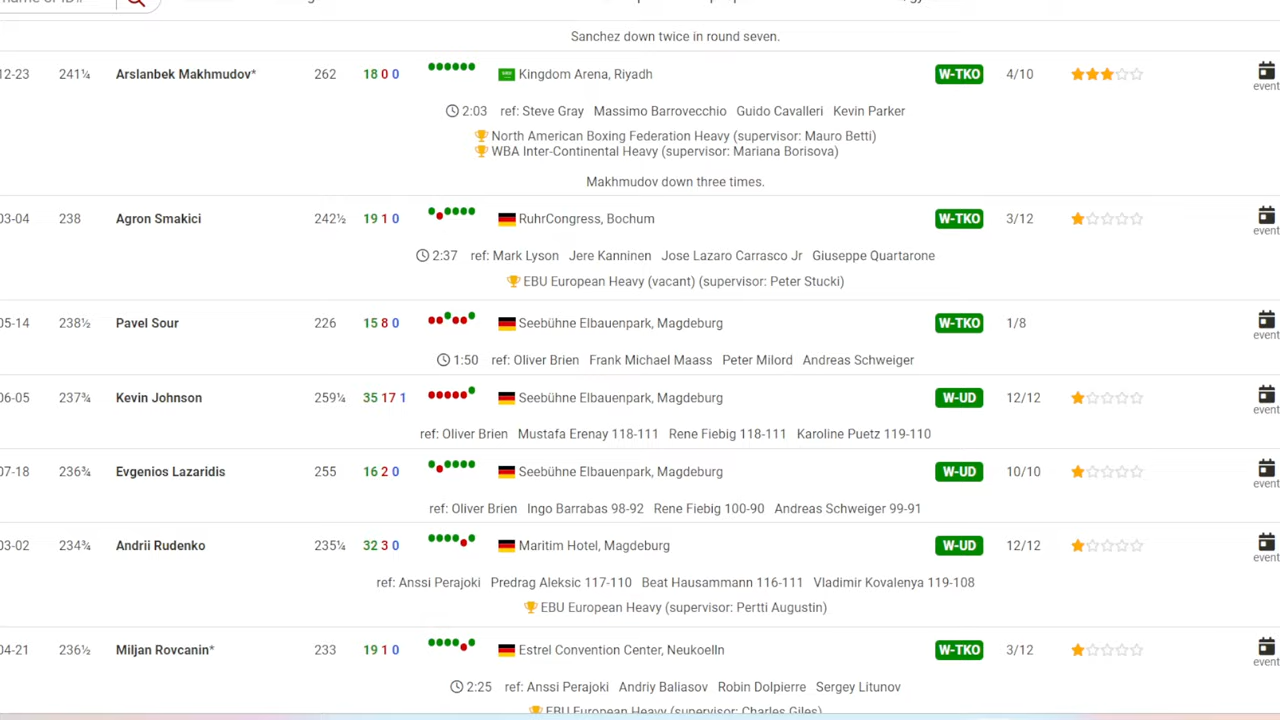 Sanchez down twice in round seven.
12-23 241¼ Arslanbek Makhmudov* 262 18 0 0 Kingdom Arena, Riyadh W-TKO 4/10
event
2:03 ref: Steve Gray Massimo Barrovecchio Guido Cavalleri Kevin Parker
North American Boxing Federation Heavy (supervisor: Mauro Betti)
WBA Inter-Continental Heavy (supervisor: Mariana Borisova)
Makhmudov down three times.
03-04 238 Agron Smakici 242½ 19 1 0 RuhrCongress, Bochum W-TKO 3/12
event
2:37 ref: Mark Lyson Jere Kanninen Jose Lazaro Carrasco Jr Giuseppe Quartarone
EBU European Heavy (vacant) (supervisor: Peter Stucki)
05-14 238½ Pavel Sour 226 15 8 0 Seebühne Elbauenpark, Magdeburg W-TKO 1/8
event
1:50 ref: Oliver Brien Frank Michael Maass Peter Milord Andreas Schweiger
06-05 237¾ Kevin Johnson 259¼ 35 17 1 Seebühne Elbauenpark, Magdeburg W-UD 12/12
event
ref: Oliver Brien Mustafa Erenay 118-111 Rene Fiebig 118-111 Karoline Puetz 119-110
07-18 236¾ Evgenios Lazaridis 255 16 2 0 Seebühne Elbauenpark, Magdeburg W-UD 10/10
event
ref: Oliver Brien Ingo Barrabas 98-92 Rene Fiebig 100-90 Andreas Schweiger 99-91
03-02 234¾ Andrii Rudenko 235¼ 32 3 0 Maritim Hotel, Magdeburg W-UD 12/12
event
ref: Anssi Perajoki Predrag Aleksic 117-110 Beat Hausammann 116-111 Vladimir Kovalenya 119-108
EBU European Heavy (supervisor: Pertti Augustin)
04-21 236½ Miljan Rovcanin* 233 19 1 0 Estrel Convention Center, Neukoelln W-TKO 3/12
event
2:25 ref: Anssi Perajoki Andriy Baliasov Robin Dolpierre Sergey Litunov
EBU European Heavy (supervisor: Charles Giles)